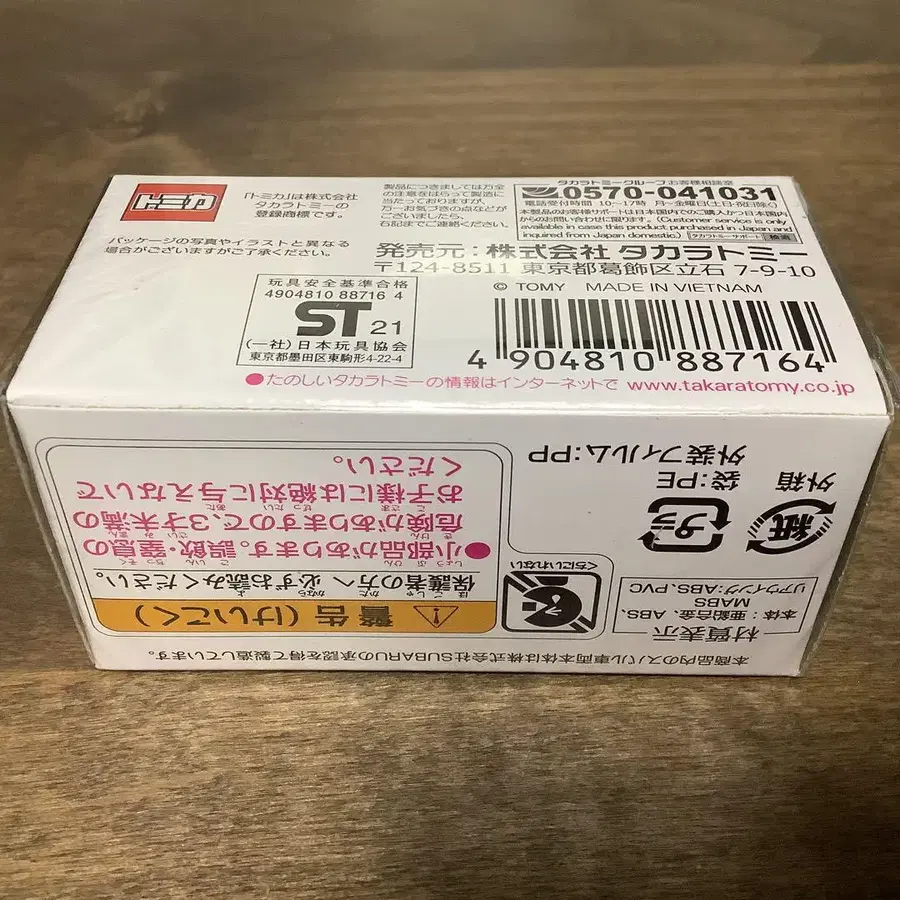 トミカ
「トミカ」は株式会社
タカラトミーの
登録商標です。
パッケージの写真やイラストと異なる
場合がございますがご了承ください。
製品につきましては万全
の注意をはらって製造に
当たっておりますが、
万一お気づきの点などが
ございましたら、
右記までご連絡ください。
タカラトミーグループお客様相談室
0570-041031
電話受付時間 10〜17時 月〜金曜日(土日・祝日除く)
本製品のお客様サポートは日本国内でのご購入かつ日本国内
からのお問い合わせに限ります。(Customer service is only
available in case this product purchased in Japan and
inquired from Japan domestic.) タカラトミーサポート 検索
発売元:株式会社 タカラトミー
〒124-8511 東京都葛飾区立石 7-9-10
© TOMY MADE IN VIETNAM
玩具安全基準合格
4904810 88716 4
ST 21
(一社)日本玩具協会
東京都墨田区東駒形4-22-4
4 904810 887164
●たのしいタカラトミーの情報はインターネットで www.takaratomy.co.jp
本商品内のスバル車両本体は株式会社SUBARUの承認を得て製造しています。
警告(けいこく)
保護者の方へ 必ずお読みください。
●小部品があります。誤飲・窒息の
危険がありますので、3才未満の
お子様には絶対に与えないで
ください。
くちにいれない
材質表示
本体:亜鉛合金、ABS、
MABS
リアウイング:ABS、PVC
外箱
紙
袋:PE
プラ
外装フィルム:PP